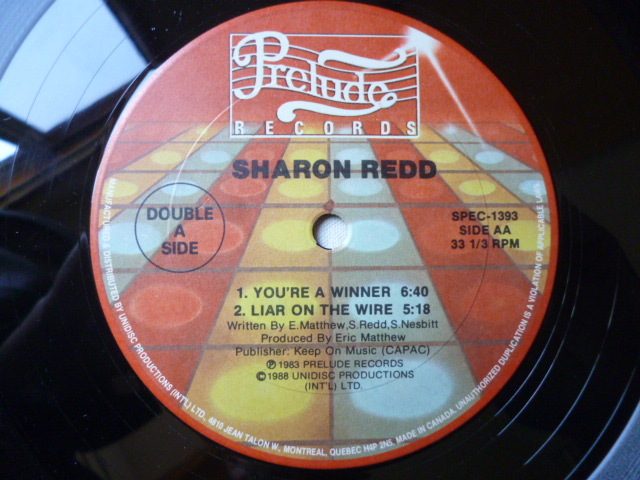 Prelude
RECORDS
SHARON REDD
DOUBLE
A
SIDE
SPEC-1393
SIDE AA
33 1/3 RPM
1. YOU'RE A WINNER 6:40
2. LIAR ON THE WIRE 5:18
Written By E. Matthew, S. Redd, S. Nesbitt
Produced By Eric Matthew
Publisher: Keep On Music (CAPAC)
℗ 1983 PRELUDE RECORDS
©1988 UNIDISC PRODUCTIONS
(INT'L) LTD.
MANUFACTURED & DISTRIBUTED BY UNIDISC PRODUCTIONS (INT'L) LTD., 4810 JEAN TALON W., MONTREAL, QUEBEC H4P 2N5, MADE IN CANADA. UNAUTHORIZED DUPLICATION IS A VIOLATION OF APPLICABLE LAWS